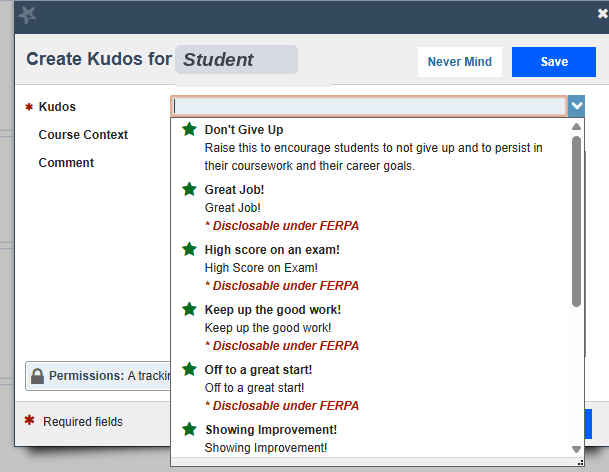 Create Kudos for Student
Never Mind
Save
* Kudos
Course Context
Comment
Don't Give Up
Raise this to encourage students to not give up and to persist in
their coursework and their career goals.
Great Job!
Great Job!
* Disclosable under FERPA
High score on an exam!
High Score on Exam!
* Disclosable under FERPA
Keep up the good work!
Keep up the good work!
* Disclosable under FERPA
Off to a great start!
Off to a great start!
* Disclosable under FERPA
Showing Improvement!
Showing Improvement!
Permissions: A trackin
* Required fields